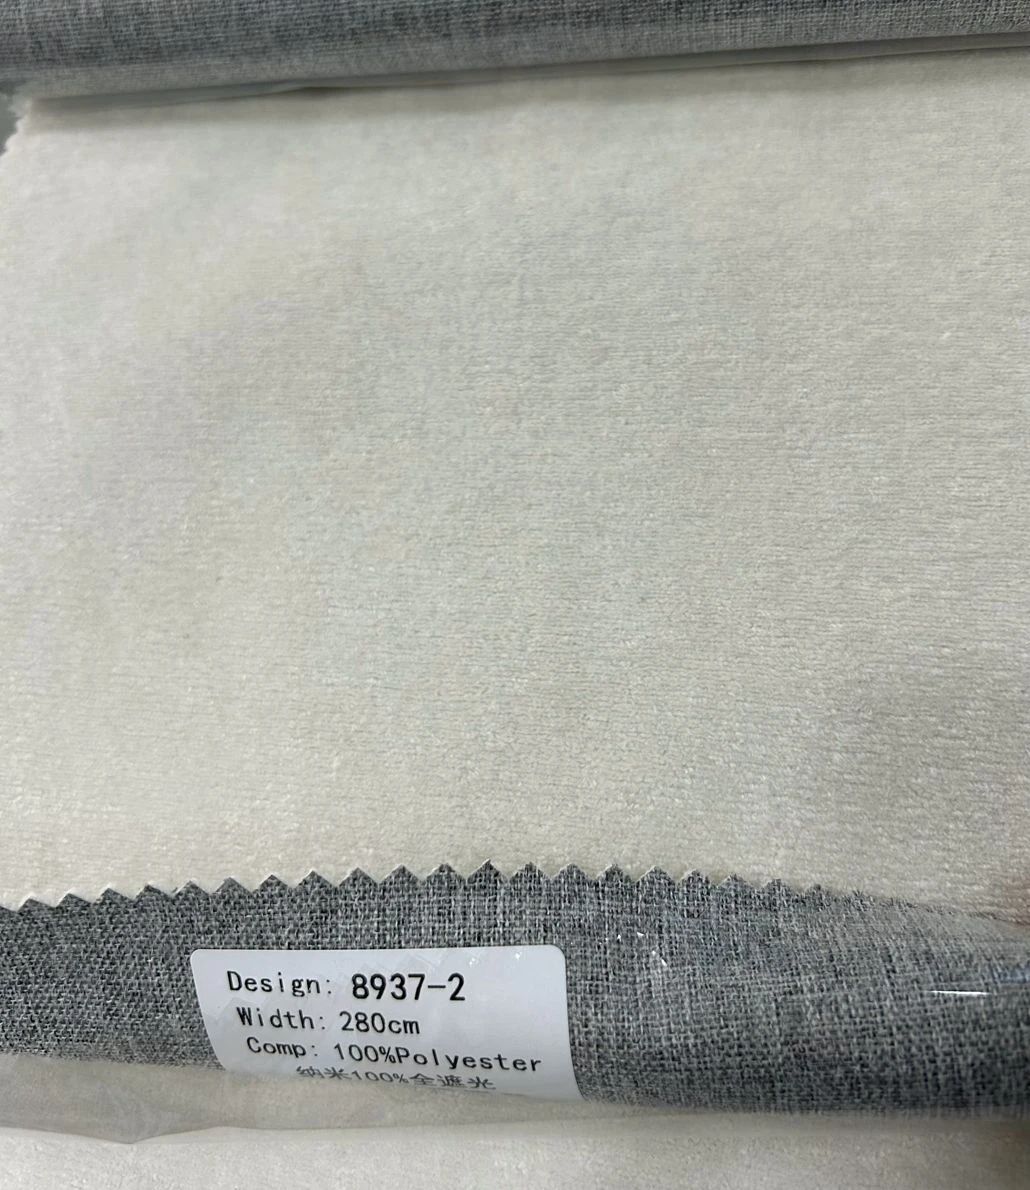 Design: 8937-2
Width: 280cm
Comp: 100%Polyester
纳米100%全遮光